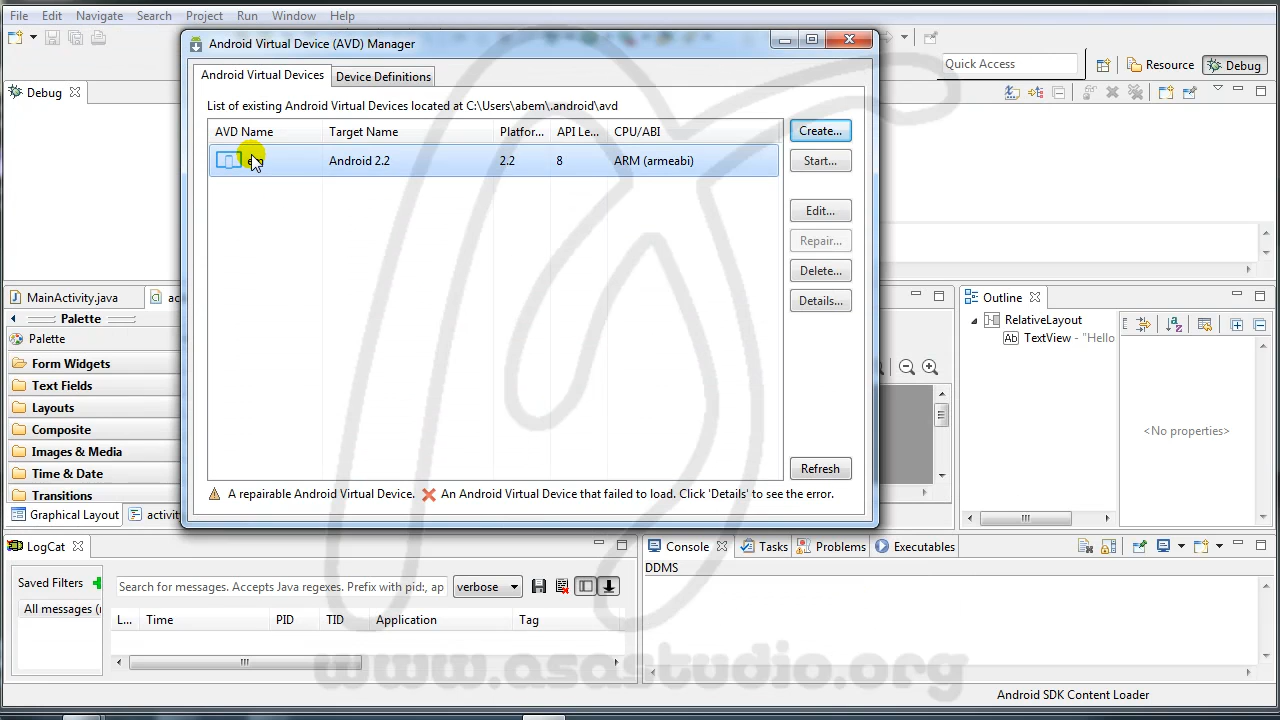 File Edit Navigate Search Project Run Window Help
Android Virtual Device (AVD) Manager
Quick Access
Resource
Debug
Debug
Android Virtual Devices
Device Definitions
List of existing Android Virtual Devices located at C:\Users\abem\.android\avd
AVD Name Target Name Platfor... API Le... CPU/ABI
Android 2.2 2.2 8 ARM (armeabi)
Create...
Start...
Edit...
Repair...
Delete...
Details...
Refresh
A repairable Android Virtual Device. An Android Virtual Device that failed to load. Click 'Details' to see the error.
MainActivity.java
ac
Palette
Palette
Form Widgets
Text Fields
Layouts
Composite
Images & Media
Time & Date
Transitions
Graphical Layout
activit
Outline
RelativeLayout
Ab TextView - "Hello
<No properties>
LogCat
Saved Filters
All messages (
Search for messages. Accepts Java regexes. Prefix with pid:, ap
verbose
L... Time PID TID Application Tag
Console Tasks Problems Executables
DDMS
www.asastudio.org
Android SDK Content Loader